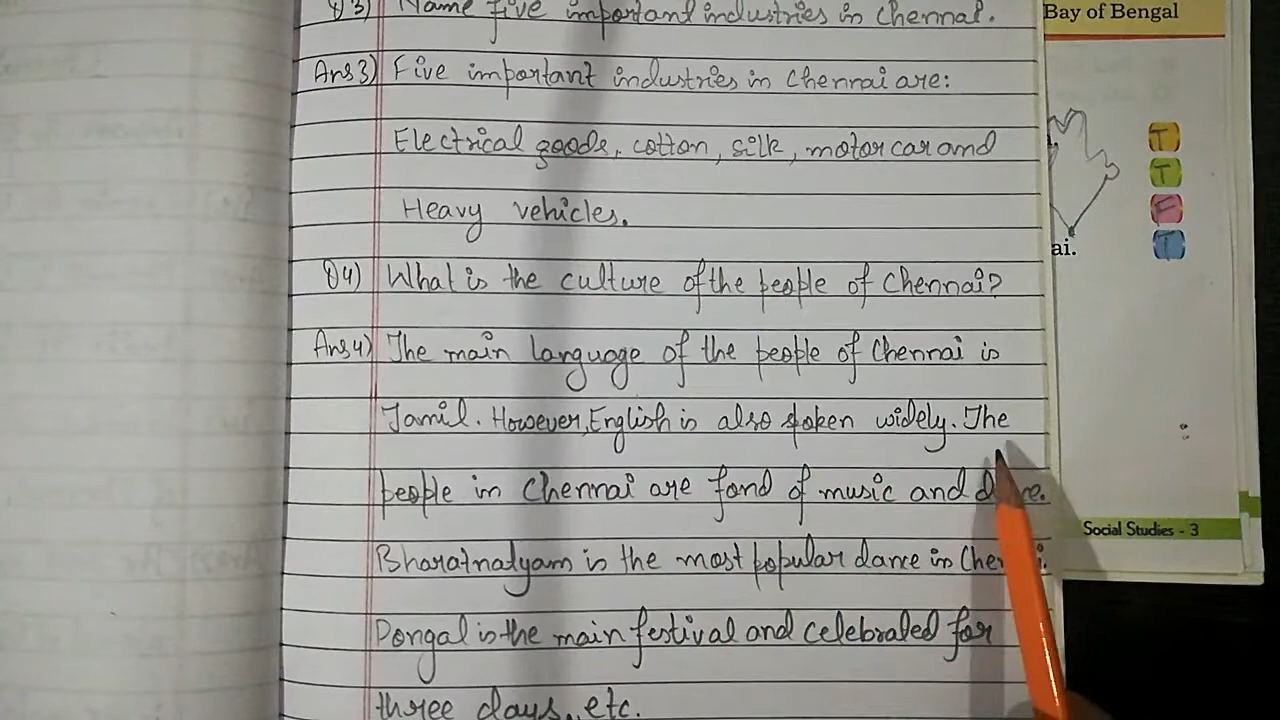 Q3) Name five important industries in Chennai.
Ans3) Five important industries in Chennai are:
Electrical goods, cotton, silk, motor car and
Heavy vehicles.
Q4) What is the culture of the people of Chennai?
Ans4) The main language of the people of Chennai is
Tamil. However, English is also spoken widely. The
people in Chennai are fond of music and
Bharatnatyam is the most popular dance in
Pongal is the main festival and celebrated for
three days, etc.
Bay of Bengal
T
T
F
T
ai.
Social Studies - 3